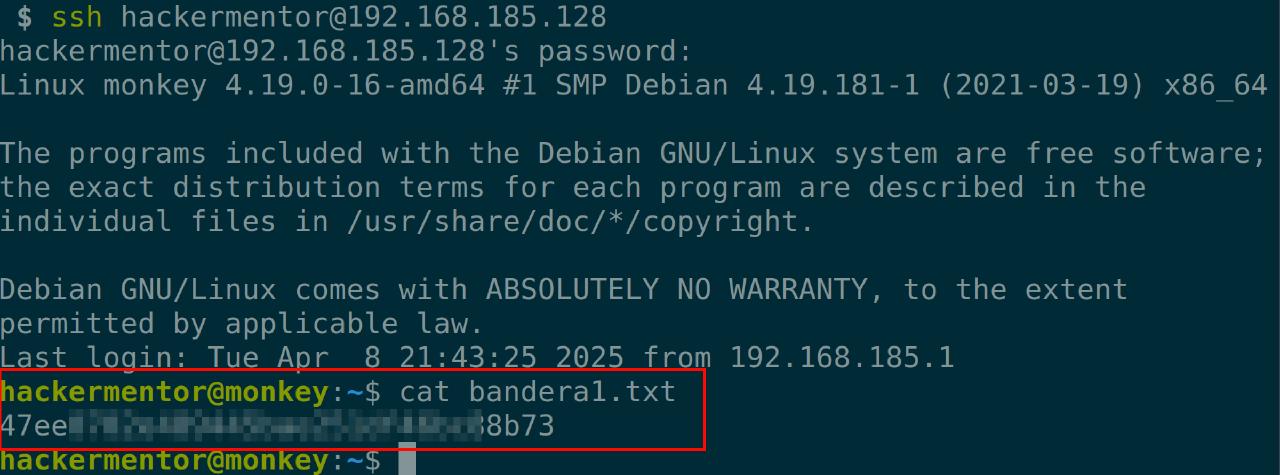 $ ssh hackermentor@192.168.185.128
hackermentor@192.168.185.128's password:
Linux monkey 4.19.0-16-amd64 #1 SMP Debian 4.19.181-1 (2021-03-19) x86_64
The programs included with the Debian GNU/Linux system are free software;
the exact distribution terms for each program are described in the
individual files in /usr/share/doc/*/copyright.
Debian GNU/Linux comes with ABSOLUTELY NO WARRANTY, to the extent
permitted by applicable law.
Last login: Tue Apr  8 21:43:25 2025 from 192.168.185.1
hackermentor@monkey:~$ cat bandera1.txt
47ee 8b73
hackermentor@monkey:~$